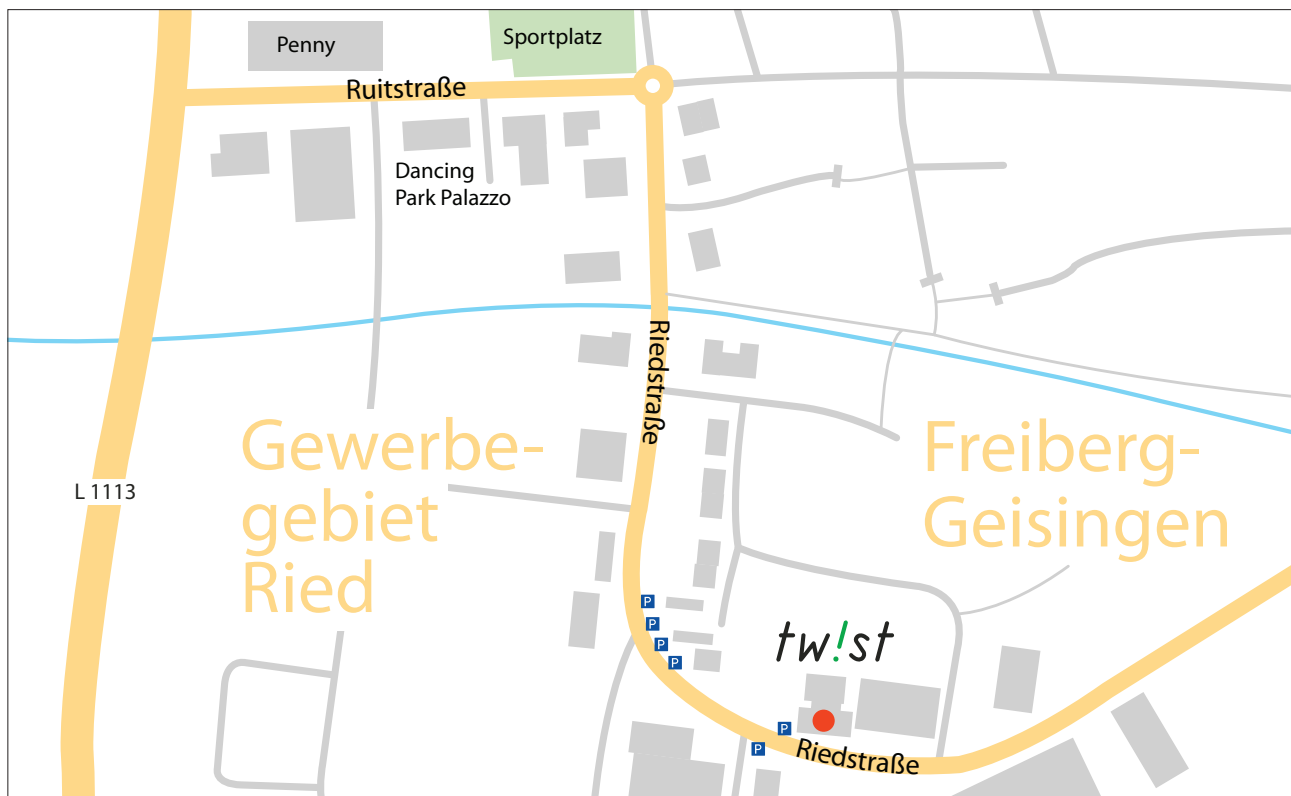 Penny
Sportplatz
Ruitstraße
Dancing
Park Palazzo
Riedstraße
Gewerbe-
gebiet
Ried
Freiberg-
Geisingen
L 1113
P
P
P
P
tw!st
P
P
Riedstraße